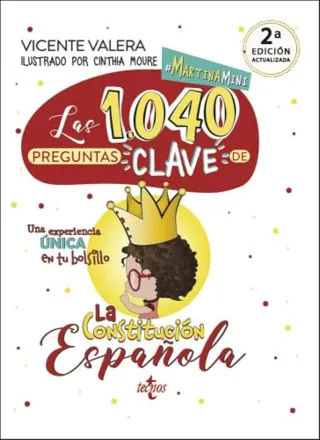 VICENTE VALERA
ILUSTRADO POR CINTHIA MOURE
2ª
EDICIÓN
ACTUALIZADA
#MARTINAMINI
Las 1.040
PREGUNTAS CLAVE DE
Una experiencia
ÚNICA
en tu bolsillo
La
Constitución
Española
tecnos